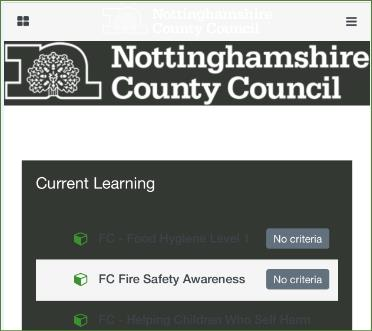 Nottinghamshire
County Council
Nottinghamshire
County Council
Current Learning
FC - Food Hygiene Level 1 No criteria
FC Fire Safety Awareness No criteria
FC - Helping Children Who Self Harm